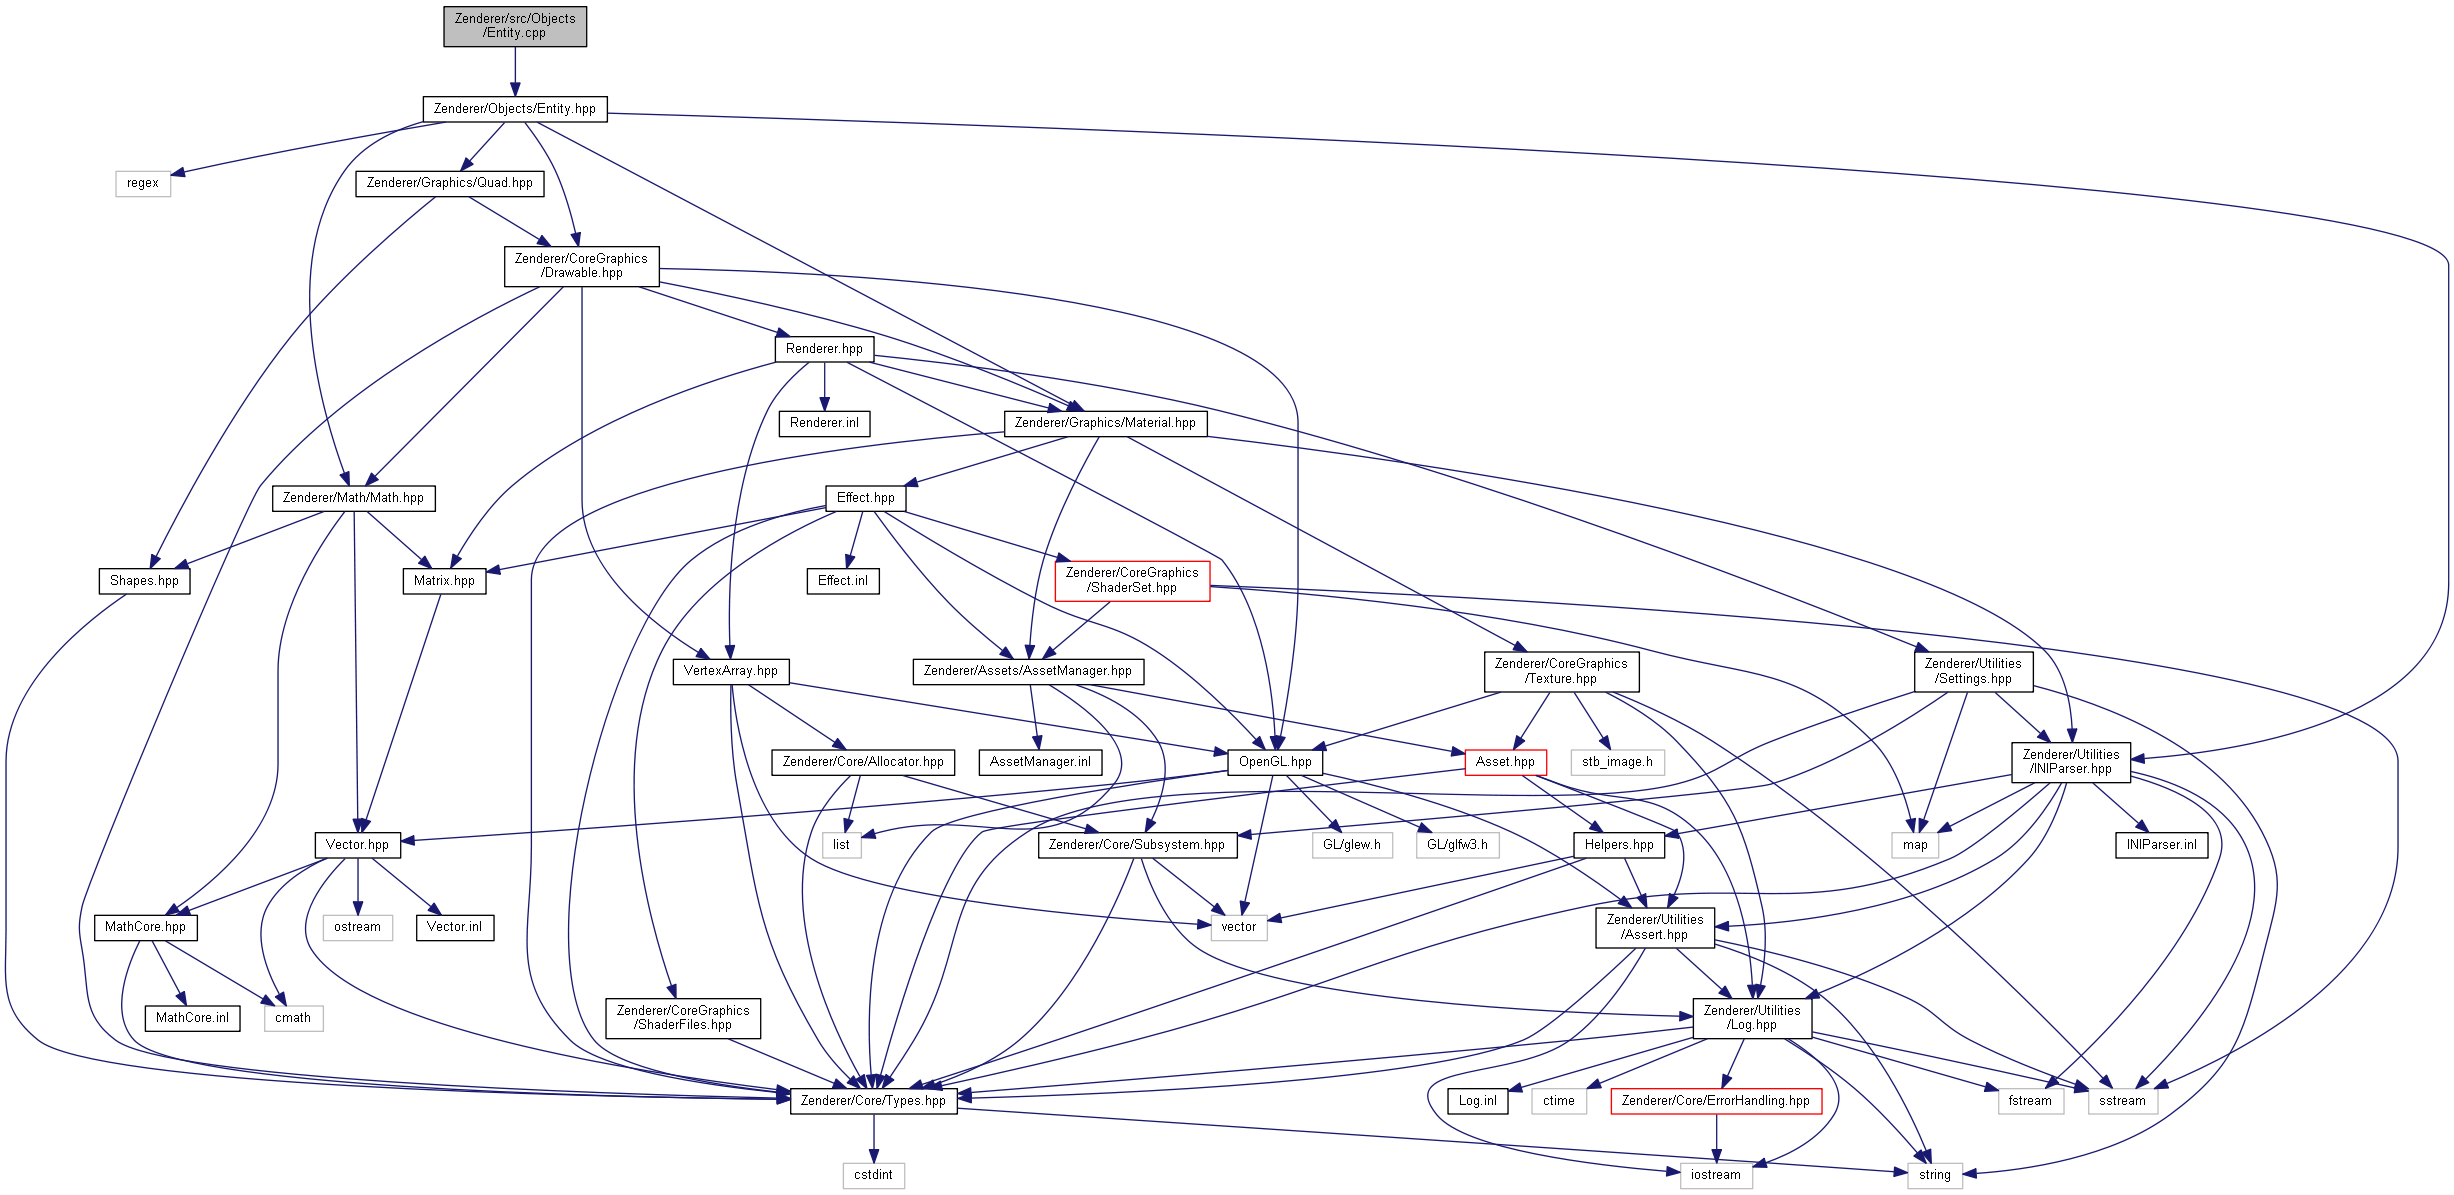 Zenderer/src/Objects
/Entity.cpp
Zenderer/Objects/Entity.hpp
regex
Zenderer/Graphics/Quad.hpp
Zenderer/CoreGraphics
/Drawable.hpp
Renderer.hpp
Renderer.inl
Zenderer/Graphics/Material.hpp
Zenderer/Math/Math.hpp
Effect.hpp
Shapes.hpp
Matrix.hpp
Effect.inl
Zenderer/CoreGraphics
/ShaderSet.hpp
VertexArray.hpp
Zenderer/Assets/AssetManager.hpp
Zenderer/CoreGraphics
/Texture.hpp
Zenderer/Utilities
/Settings.hpp
Zenderer/Core/Allocator.hpp
AssetManager.inl
OpenGL.hpp
Asset.hpp
stb_image.h
Zenderer/Utilities
/INIParser.hpp
Vector.hpp
list
Zenderer/Core/Subsystem.hpp
GL/glew.h
GL/glfw3.h
Helpers.hpp
map
INIParser.inl
MathCore.hpp
ostream
Vector.inl
vector
Zenderer/Utilities
/Assert.hpp
MathCore.inl
cmath
Zenderer/CoreGraphics
/ShaderFiles.hpp
Zenderer/Utilities
/Log.hpp
Zenderer/Core/Types.hpp
Log.inl
ctime
Zenderer/Core/ErrorHandling.hpp
fstream
sstream
cstdint
iostream
string